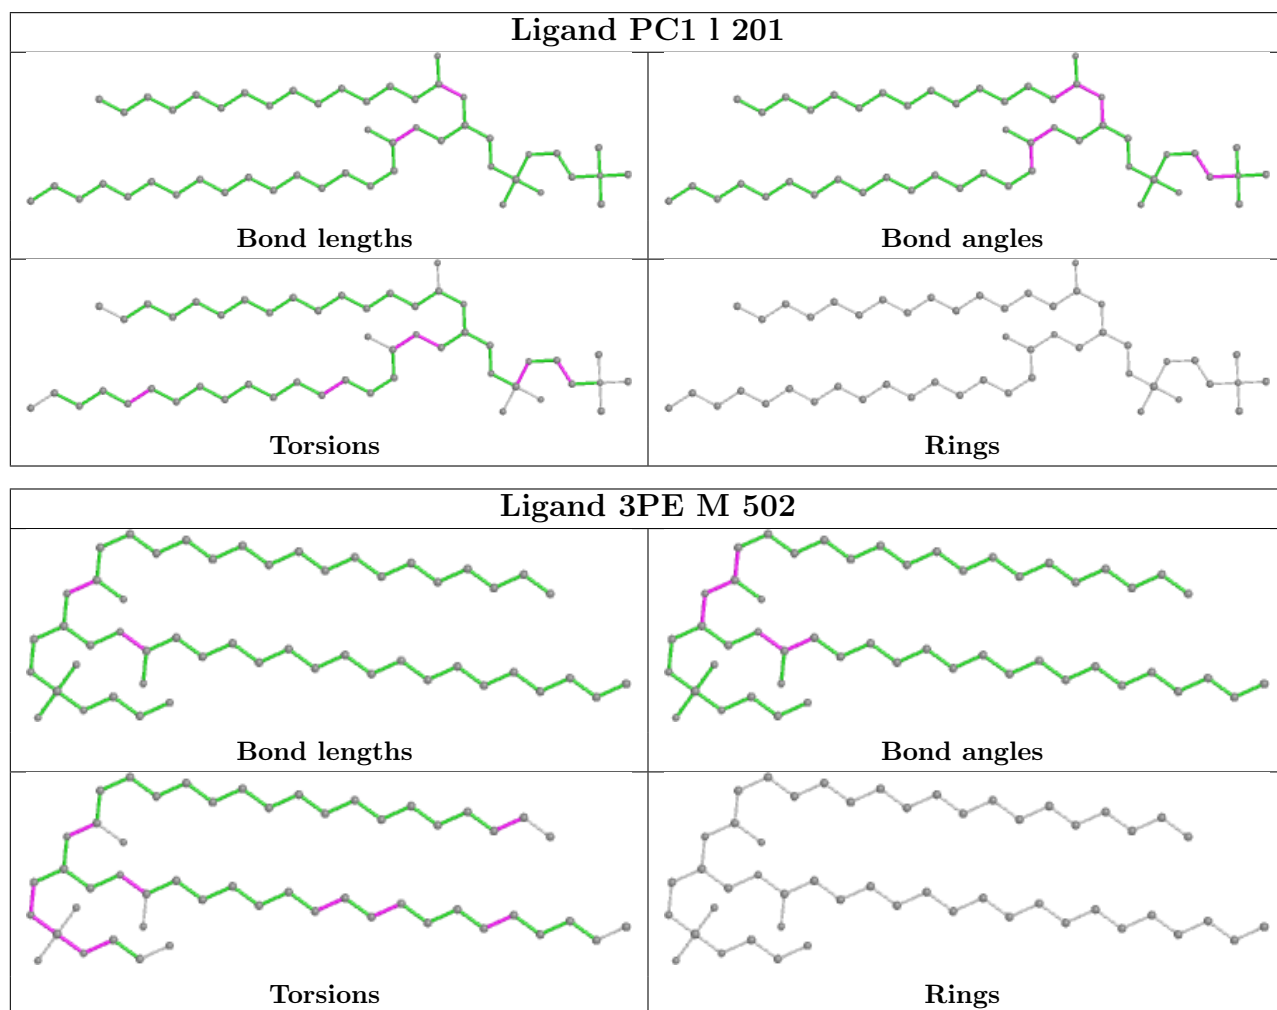 Ligand PC1 l 201
Bond lengths
Bond angles
Torsions
Rings
Ligand 3PE M 502
Bond lengths
Bond angles
Torsions
Rings